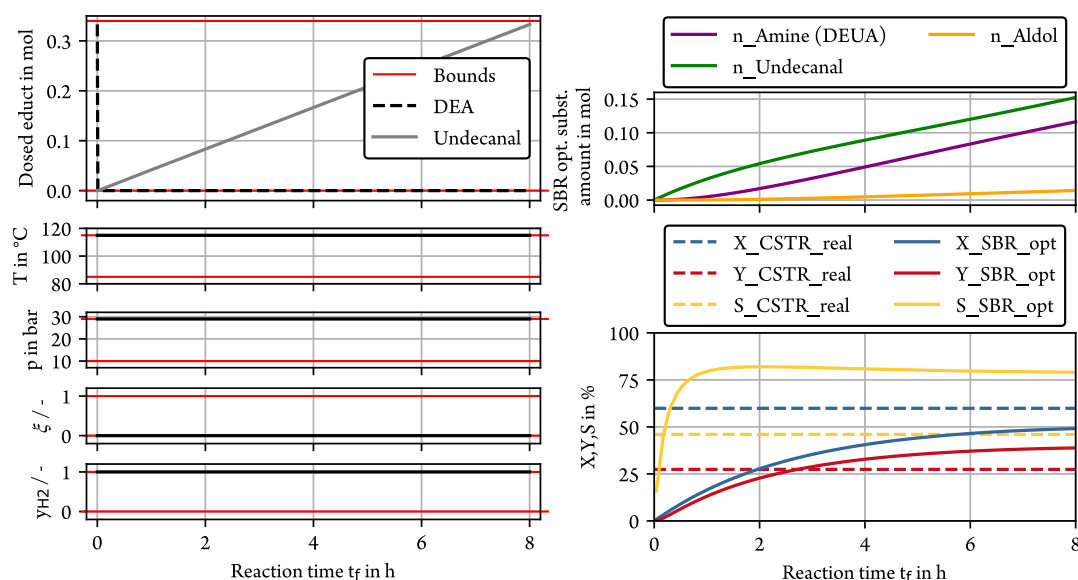 Dosed educt in mol
0.3
0.2
0.1
0.0
Bounds
DEA
Undecanal
T in °C
120
100
80
p in bar
30
20
10
ξ / -
1
0
yH2 / -
1
0
0 2 4 6 8
Reaction time tf in h
n_Amine (DEUA) n_Aldol
n_Undecanal
SBR opt. subst.
amount in mol
0.15
0.10
0.05
0.00
X_CSTR_real X_SBR_opt
Y_CSTR_real Y_SBR_opt
S_CSTR_real S_SBR_opt
X,Y,S in %
100
75
50
25
0
0 2 4 6 8
Reaction time tf in h